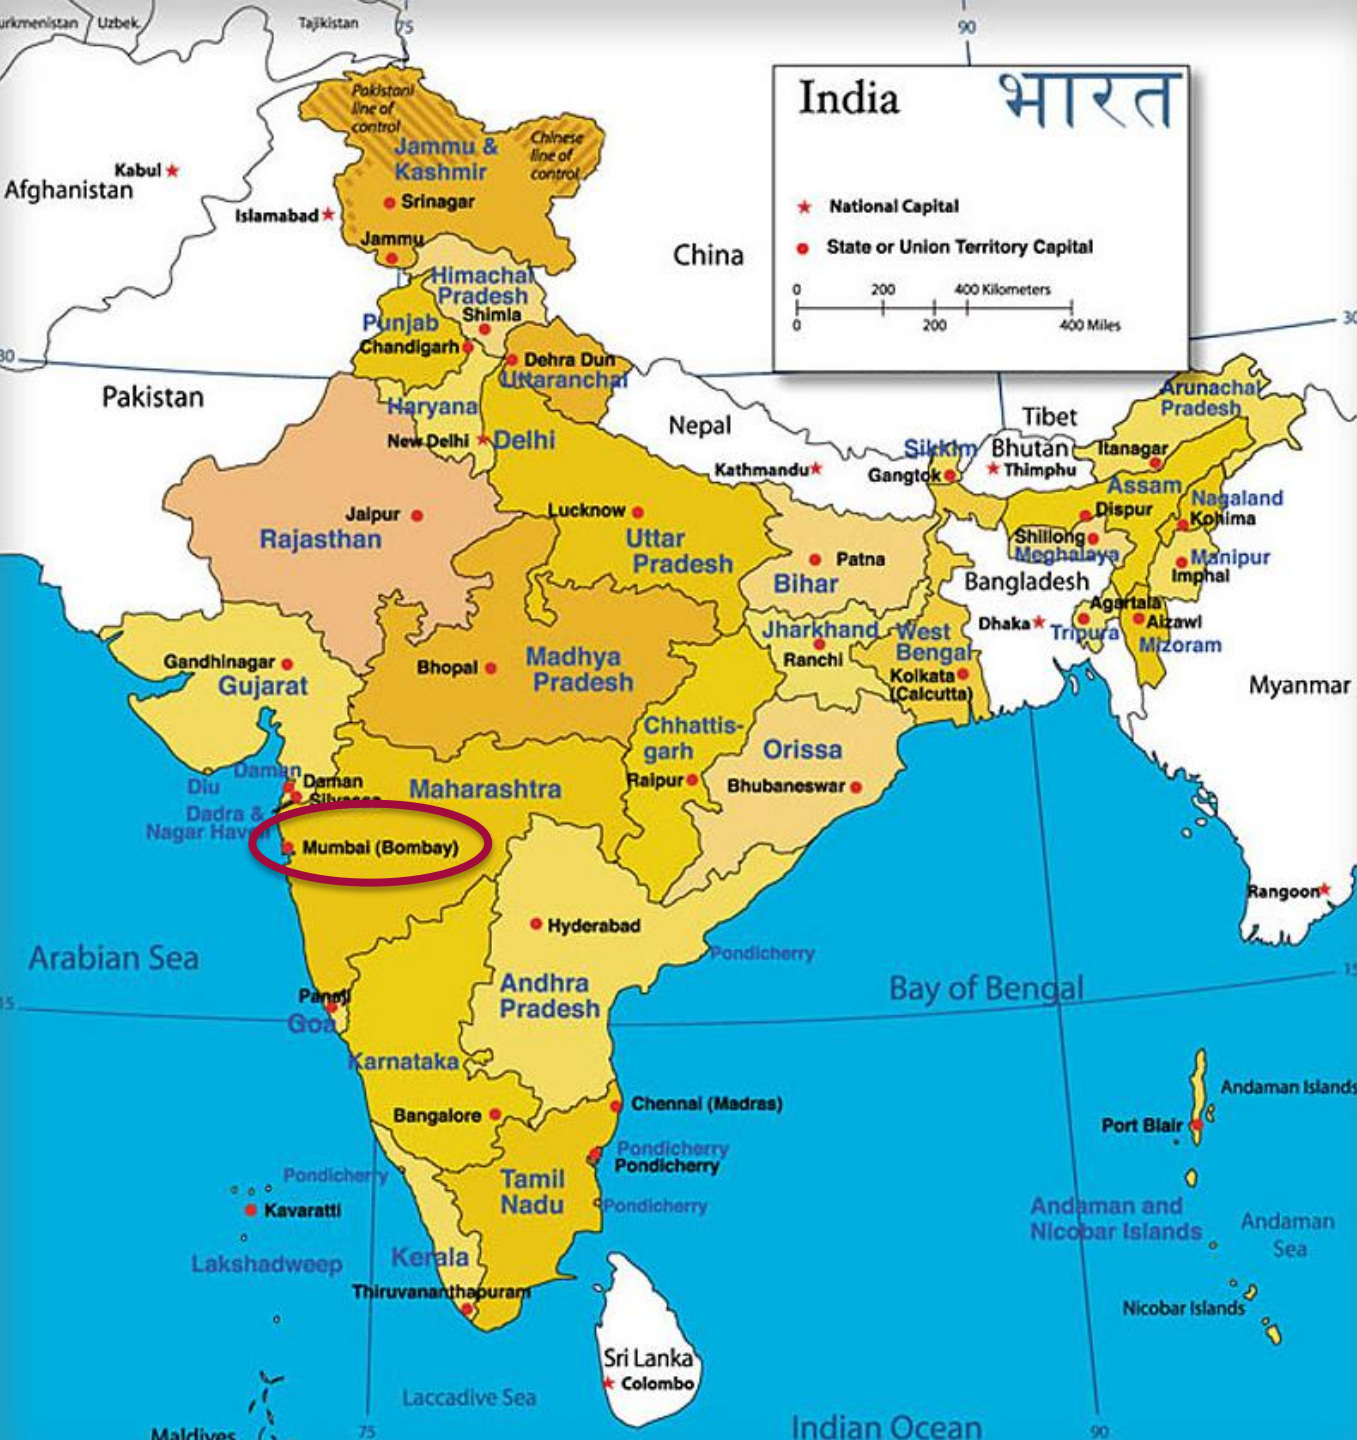 Uzbek.
Tajikistan
75
90
Pakistani
line of
control
Chinese
line of
control
Jammu &
Kashmir
Srinagar
Jammu
Kabul
Afghanistan
Islamabad
China
India
भारत
National Capital
State or Union Territory Capital
0
200
400 Kilometers
0
200
400 Miles
Himachal
Pradesh
Shimla
Punjab
Chandigarh
Dehra Dun
Uttaranchal
30
30
Pakistan
Haryana
New Delhi
Delhi
Nepal
Kathmandu
Tibet
Sikkim
Gangtok
Bhutan
Thimphu
Arunachal
Pradesh
Itanagar
Assam
Dispur
Nagaland
Kohima
Shillong
Meghalaya
Manipur
Imphal
Bangladesh
Dhaka
Agartala
Tripura
Aizawl
Mizoram
Myanmar
Jaipur
Rajasthan
Lucknow
Uttar
Pradesh
Patna
Bihar
Jharkhand
Ranchi
West
Bengal
Kolkata
(Calcutta)
Gandhinagar
Gujarat
Bhopal
Madhya
Pradesh
Chhattis-
garh
Raipur
Orissa
Bhubaneswar
Daman
Diu
Daman
Silvassa
Dadra &
Nagar Haveli
Maharashtra
Mumbai (Bombay)
Rangoon
Hyderabad
Arabian Sea
Pondicherry
Andhra
Pradesh
Bay of Bengal
15
15
Panaji
Goa
Karnataka
Bangalore
Chennai (Madras)
Pondicherry
Pondicherry
Andaman Islands
Port Blair
Pondicherry
Tamil
Nadu
Pondicherry
Kavaratti
Lakshadweep
Kerala
Thiruvananthapuram
Andaman and
Nicobar Islands
Andaman
Sea
Nicobar Islands
Sri Lanka
Colombo
Laccadive Sea
Indian Ocean
Maldives
75
90